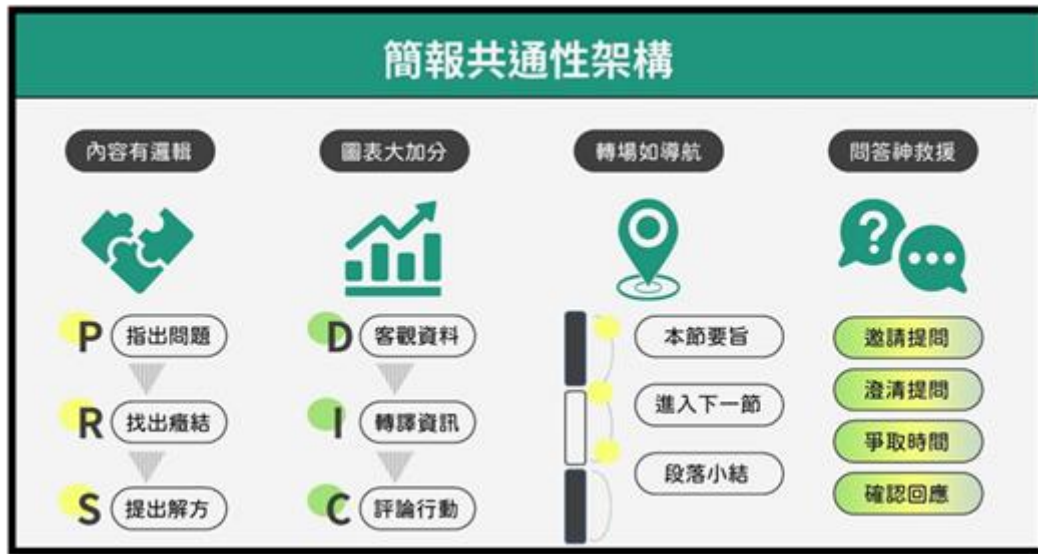 簡報共通性架構
內容有邏輯
P 指出問題
R 找出癥結
S 提出解方
圖表大加分
D 客觀資料
I 轉譯資訊
C 評論行動
轉場如導航
本節要旨
進入下一節
段落小結
問答神救援
?
邀請提問
澄清提問
爭取時間
確認回應